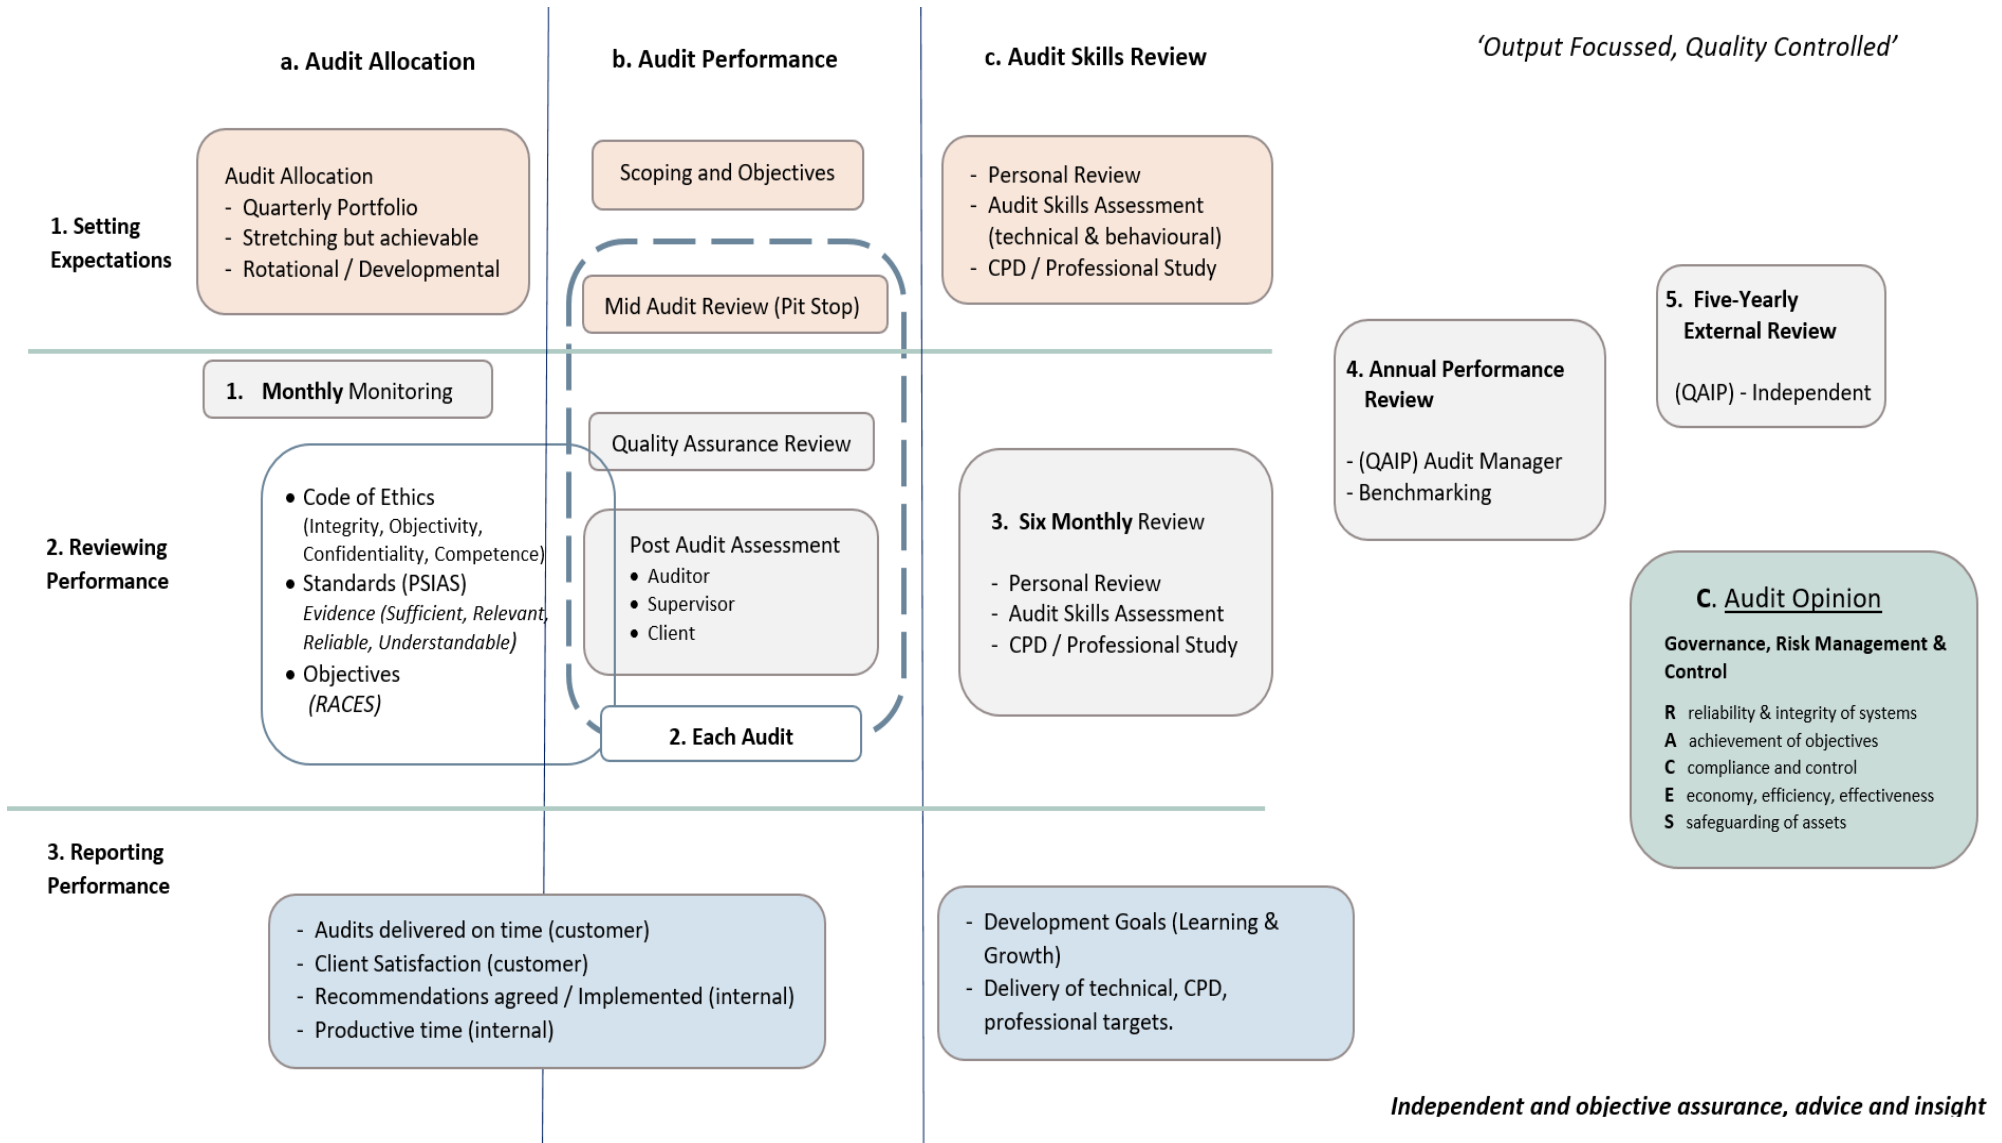 a. Audit Allocation
b. Audit Performance
c. Audit Skills Review
‘Output Focussed, Quality Controlled’
1. Setting
Expectations
Audit Allocation
- Quarterly Portfolio
- Stretching but achievable
- Rotational / Developmental
Scoping and Objectives
Mid Audit Review (Pit Stop)
- Personal Review
- Audit Skills Assessment
(technical & behavioural)
- CPD / Professional Study
2. Reviewing
Performance
1. Monthly Monitoring
• Code of Ethics
(Integrity, Objectivity,
Confidentiality, Competence)
• Standards (PSIAS)
Evidence (Sufficient, Relevant,
Reliable, Understandable)
• Objectives
(RACES)
Quality Assurance Review
Post Audit Assessment
• Auditor
• Supervisor
• Client
2. Each Audit
3. Six Monthly Review
- Personal Review
- Audit Skills Assessment
- CPD / Professional Study
4. Annual Performance
Review
- (QAIP) Audit Manager
- Benchmarking
5. Five-Yearly
External Review
(QAIP) - Independent
C. Audit Opinion
Governance, Risk Management &
Control
R reliability & integrity of systems
A achievement of objectives
C compliance and control
E economy, efficiency, effectiveness
S safeguarding of assets
3. Reporting
Performance
- Audits delivered on time (customer)
- Client Satisfaction (customer)
- Recommendations agreed / Implemented (internal)
- Productive time (internal)
- Development Goals (Learning &
Growth)
- Delivery of technical, CPD,
professional targets.
Independent and objective assurance, advice and insight